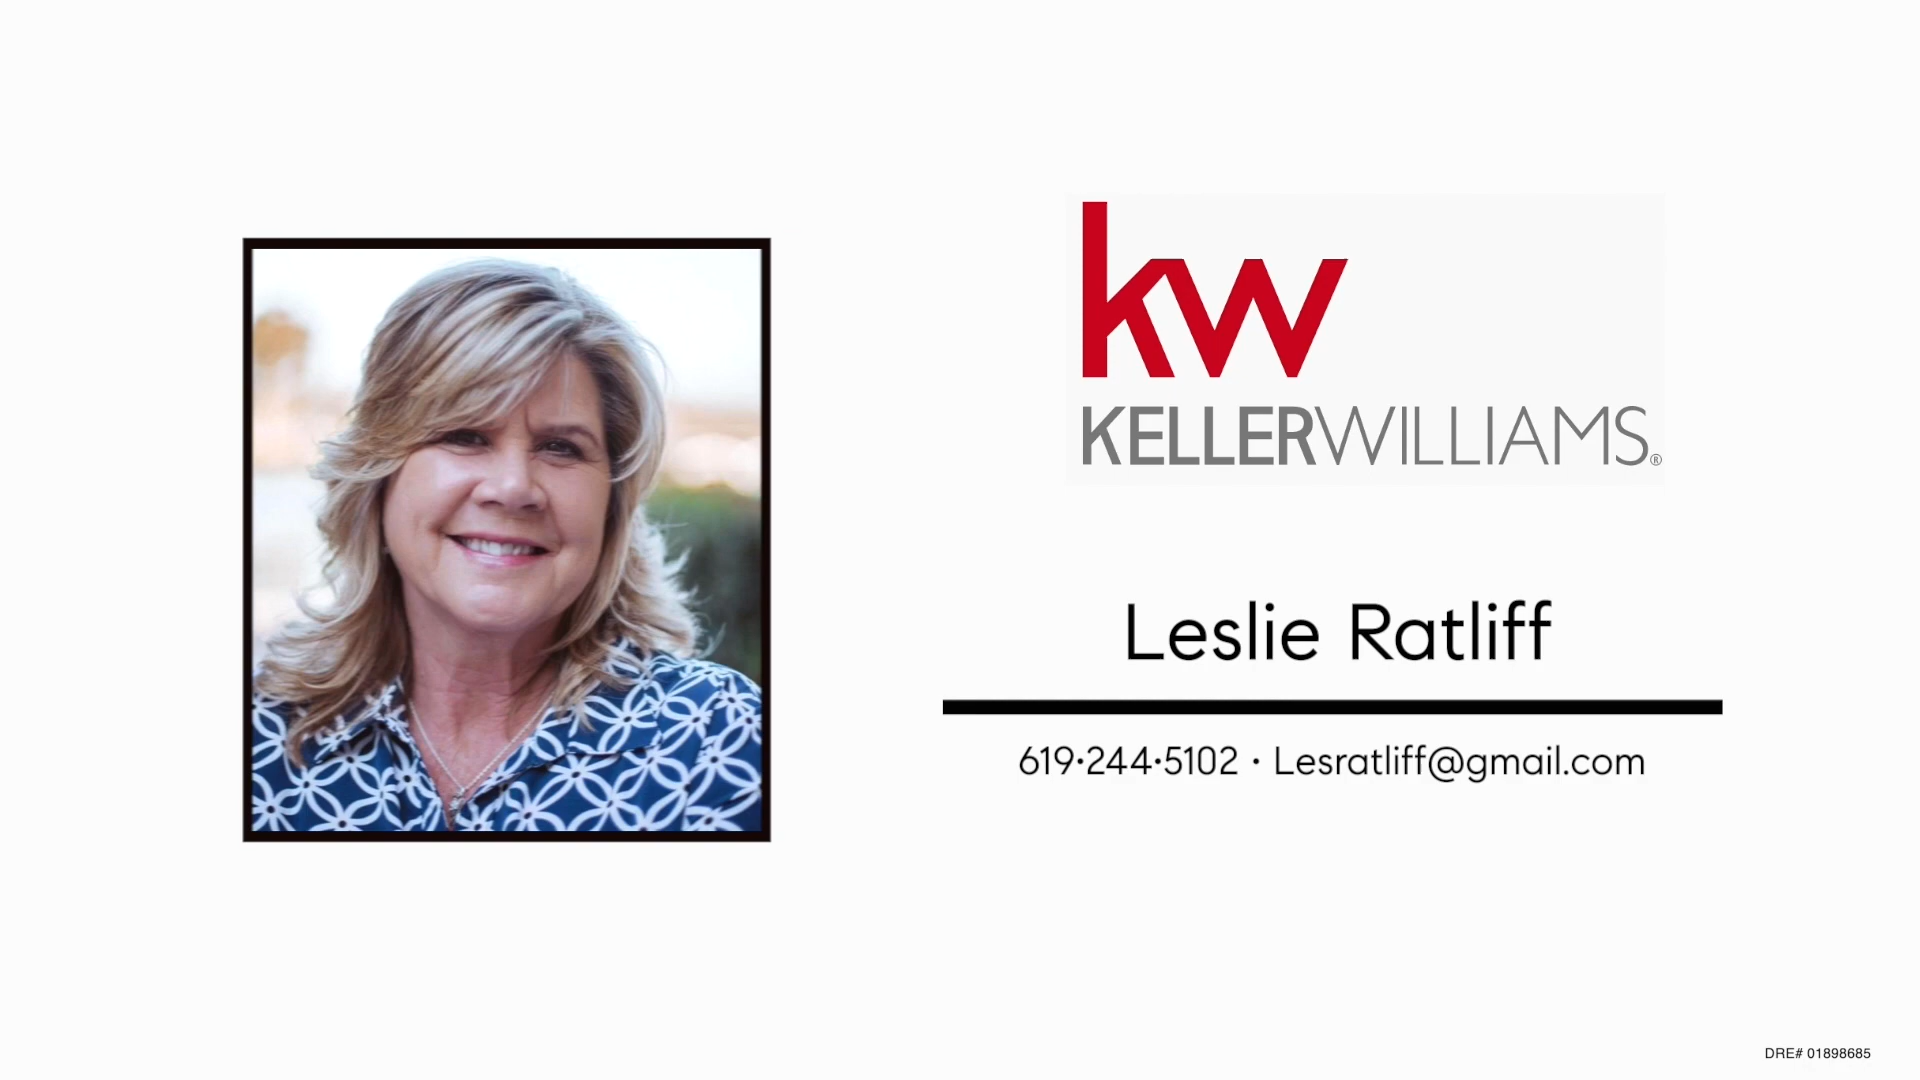 kw
KELLERWILLIAMS®
Leslie Ratliff
619•244•5102 • Lesratliff@gmail.com
DRE# 01898685